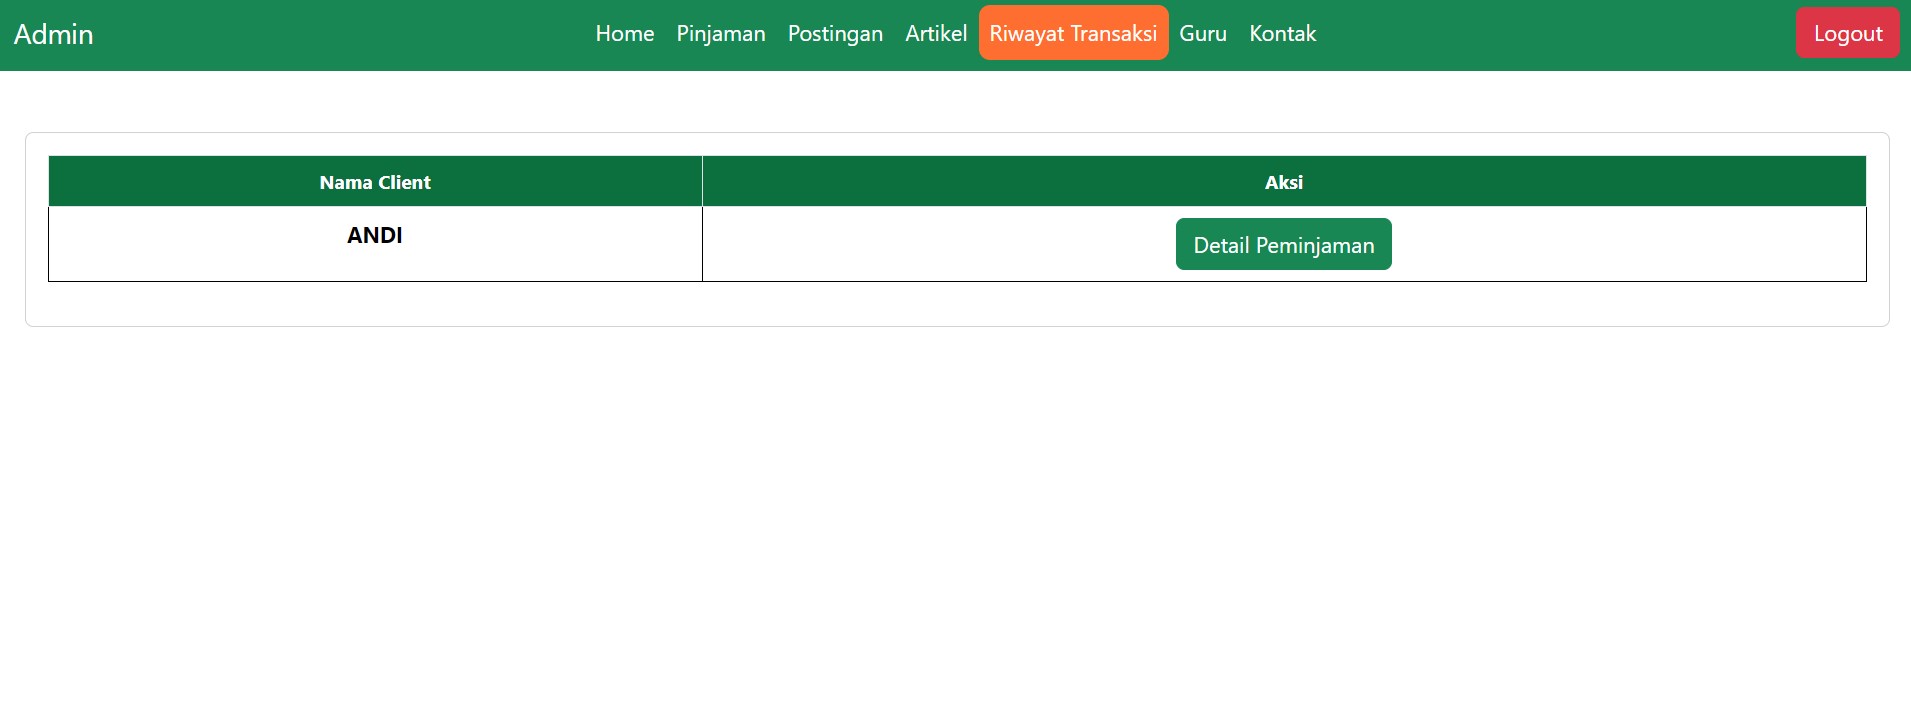 Admin Home Pinjaman Postingan Artikel Riwayat Transaksi Guru Kontak Logout
Nama Client Aksi
ANDI Detail Peminjaman